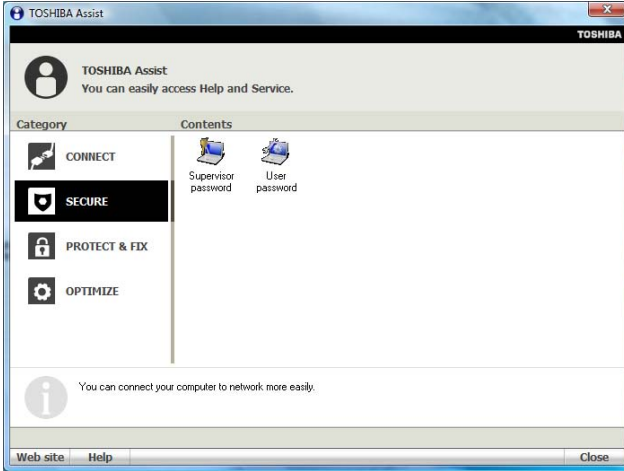 TOSHIBA Assist
TOSHIBA
TOSHIBA Assist
You can easily access Help and Service.
Category
Contents
CONNECT
SECURE
PROTECT & FIX
OPTIMIZE
Supervisor
password
User
password
You can connect your computer to network more easily.
Web site
Help
Close